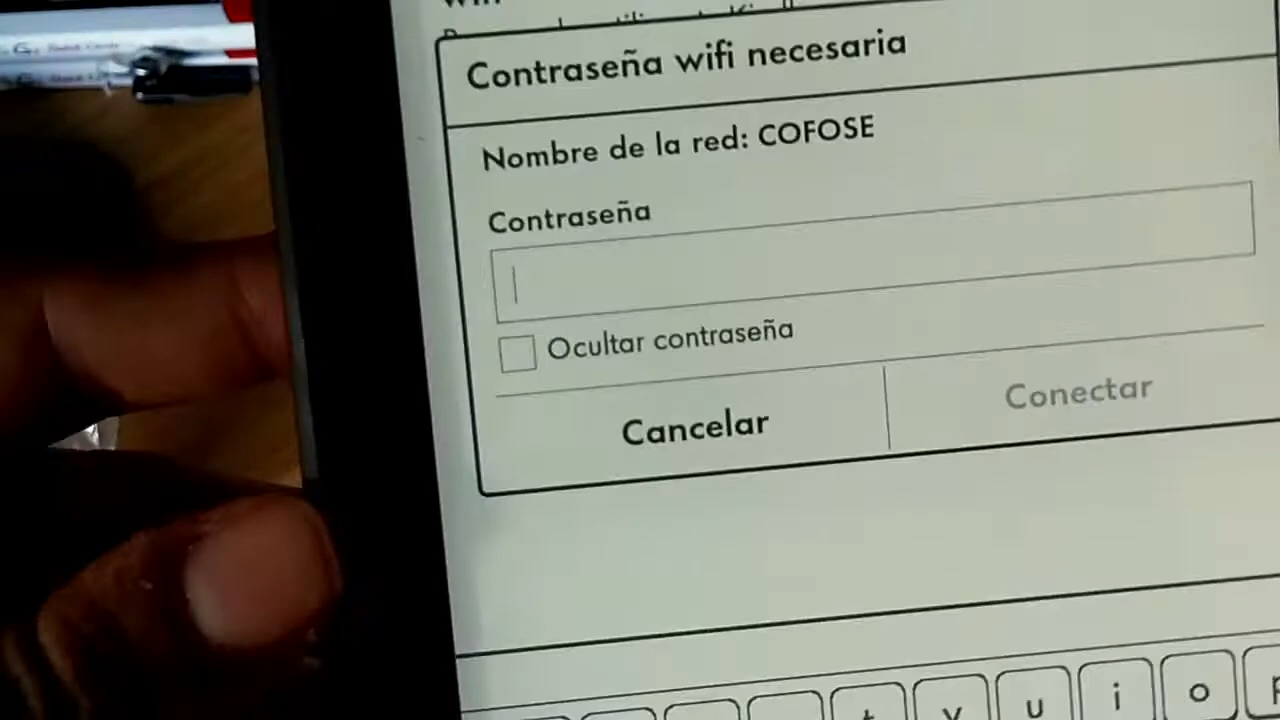 Contraseña wifi necesaria
Nombre de la red: COFOSE
Contraseña
Ocultar contraseña
Cancelar
Conectar
t y u i o p